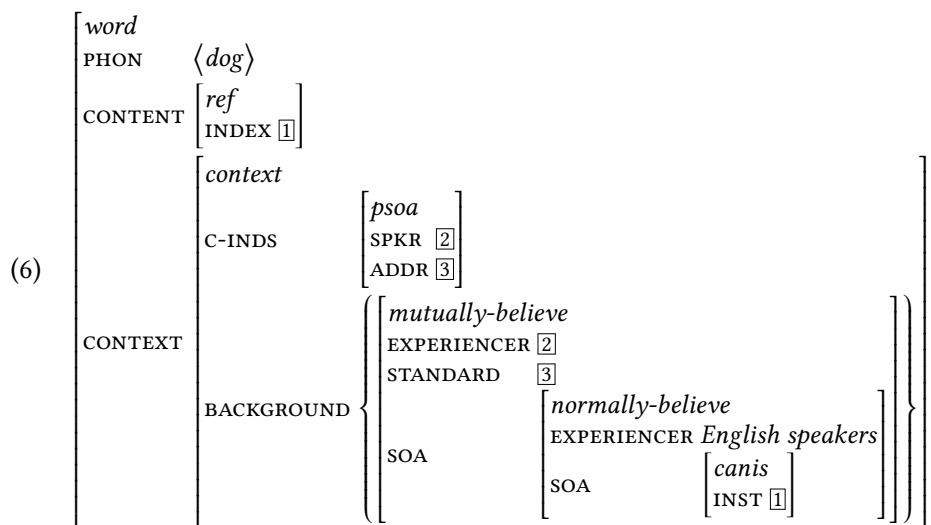 word
PHON ⟨dog⟩
ref
CONTENT
INDEX 1
context
psoa
C-INDS SPKR 2
ADDR 3
(6)
mutually-believe
CONTEXT EXPERIENCER 2
STANDARD 3
normally-believe
BACKGROUND
EXPERIENCER English speakers
SOA
canis
SOA
INST 1